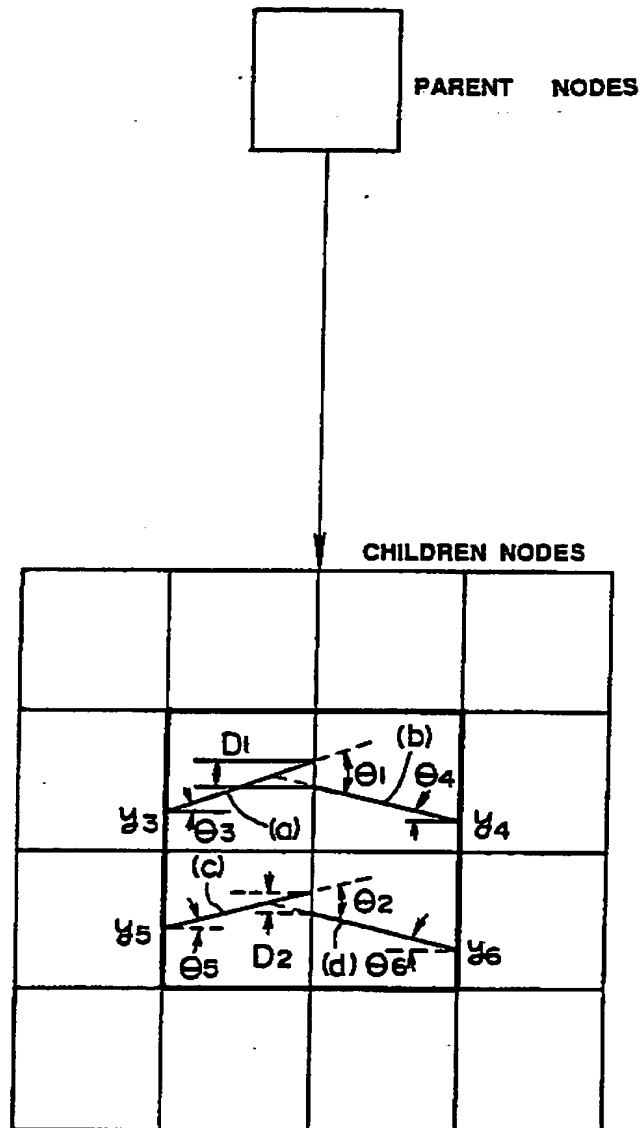 PARENT NODES
CHILDREN NODES
D1
(b)
θ1
θ4
y3
θ3
(a)
y4
(c)
θ2
y5
θ5
D2
(d)
θ6
y6